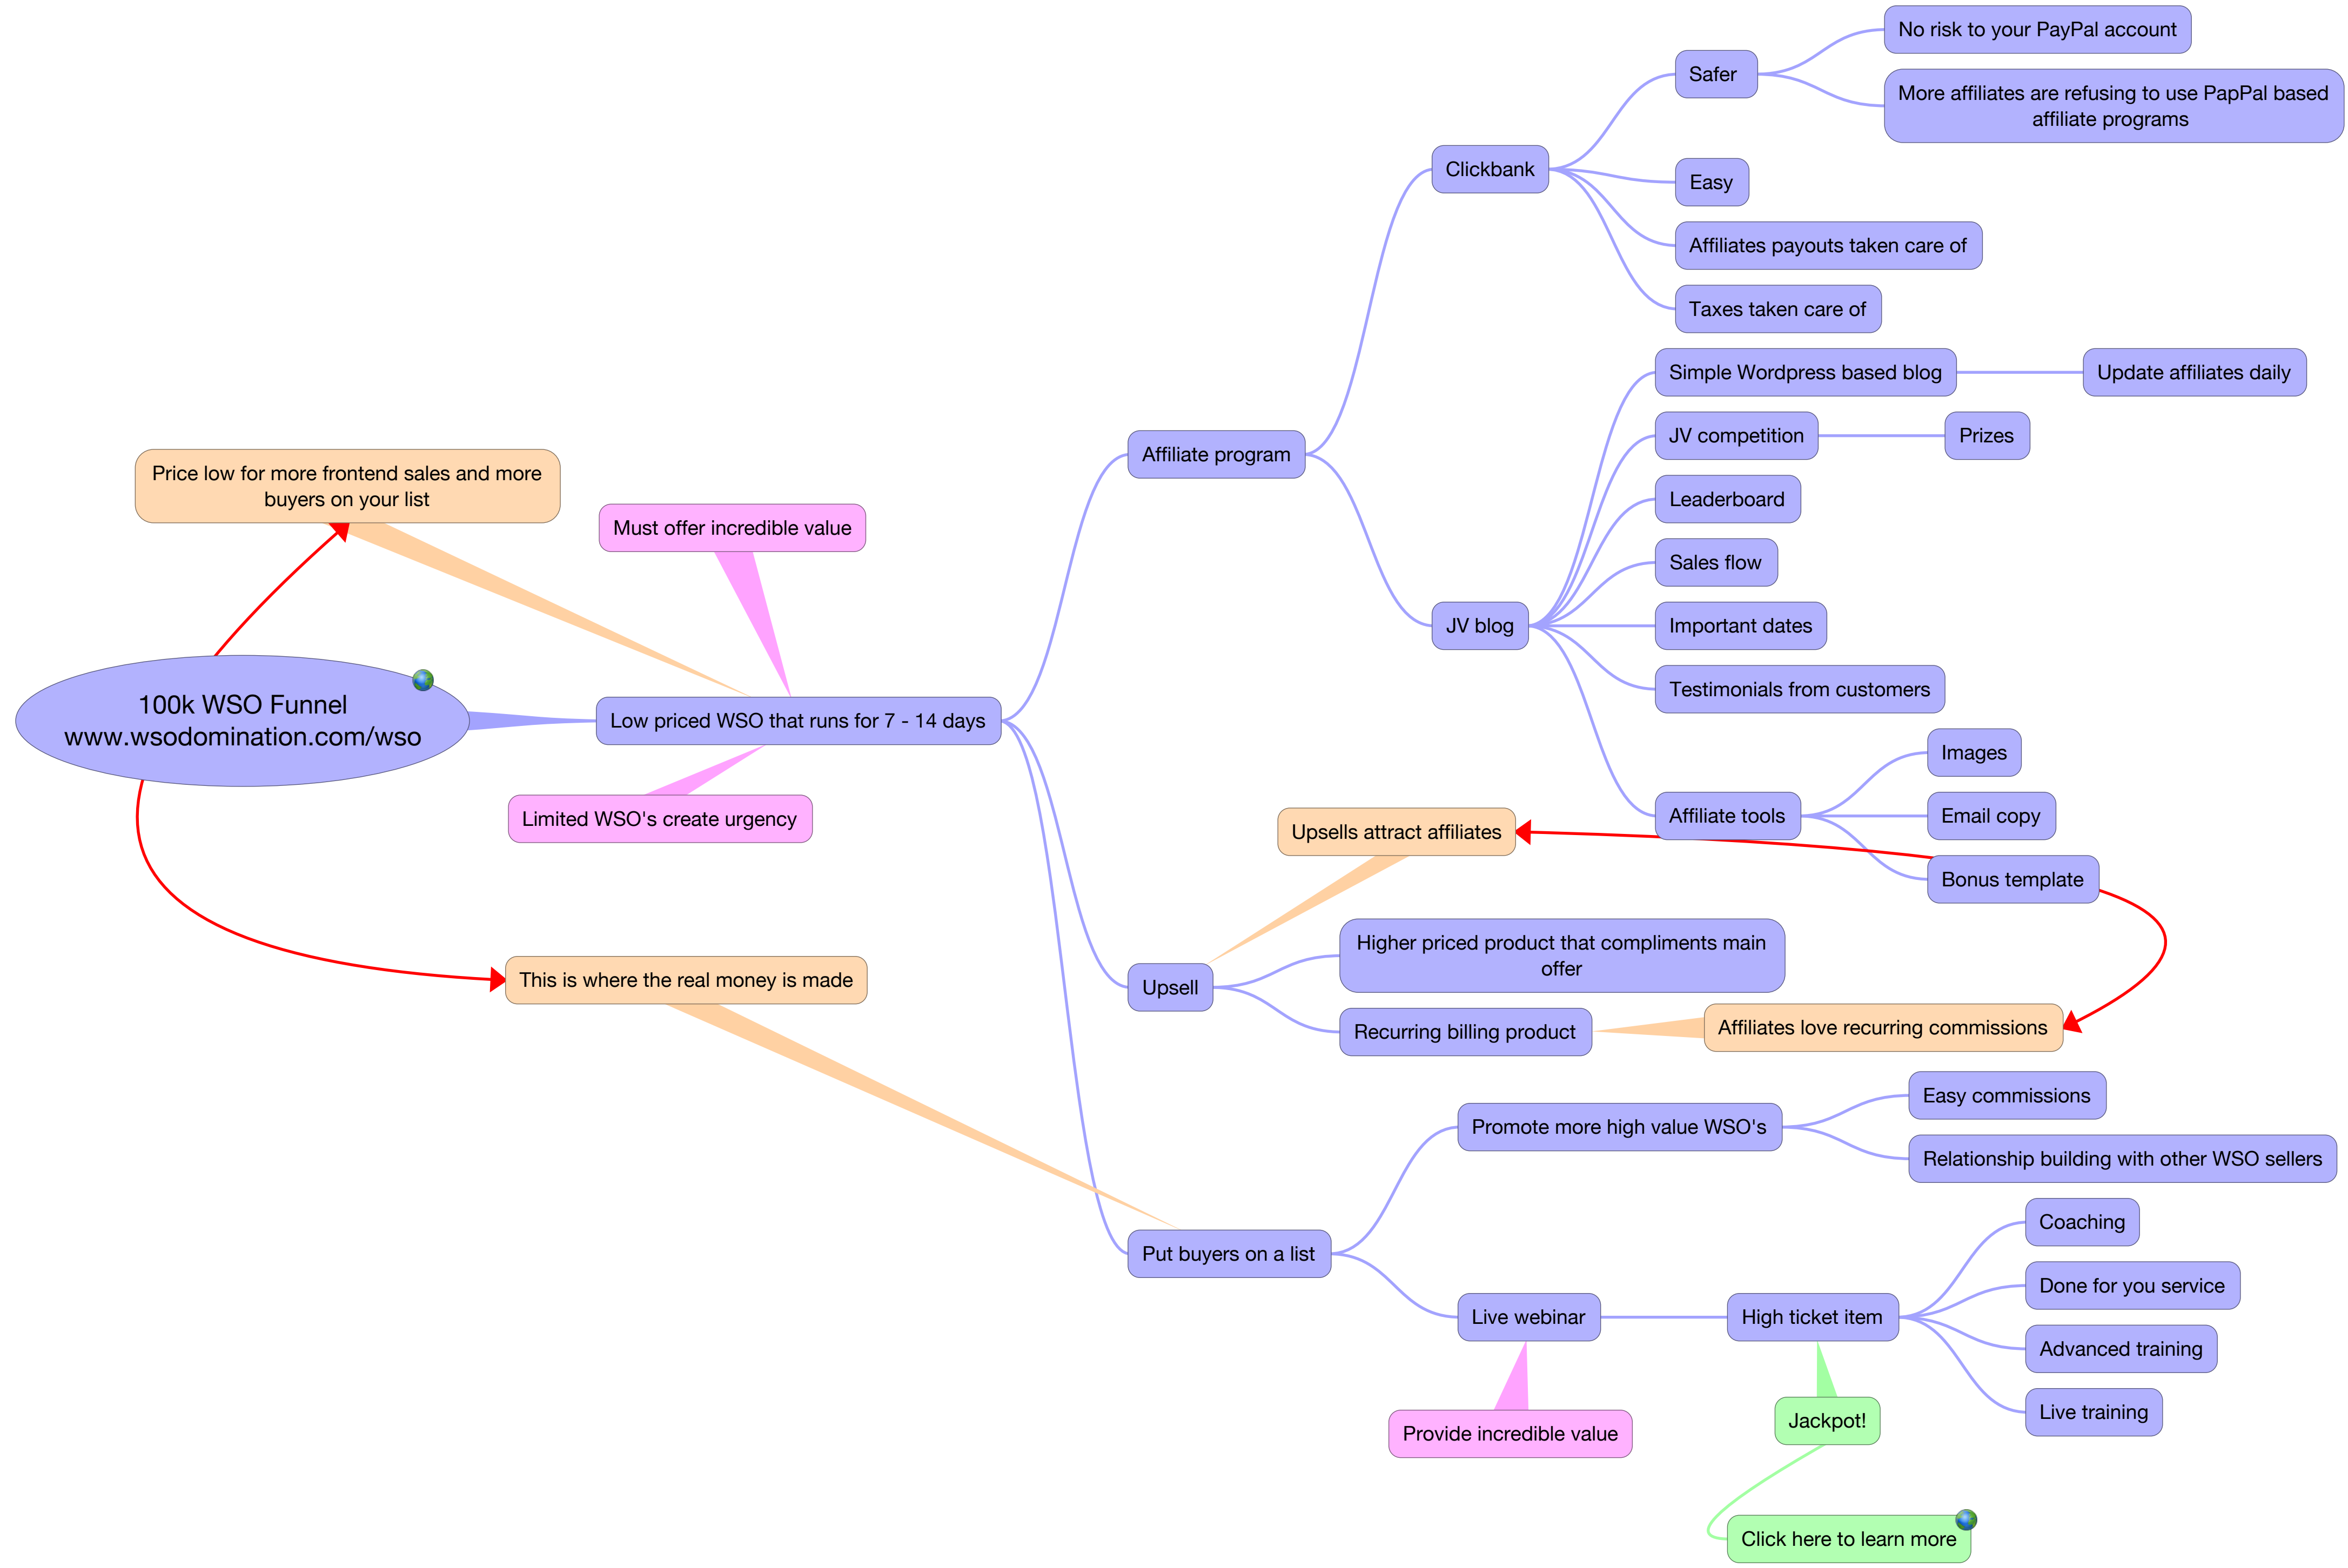 100k WSO Funnel
www.wsodomination.com/wso
Price low for more frontend sales and more
buyers on your list
Must offer incredible value
Low priced WSO that runs for 7 - 14 days
Limited WSO's create urgency
This is where the real money is made
Affiliate program
Clickbank
Safer
No risk to your PayPal account
More affiliates are refusing to use PapPal based
affiliate programs
Easy
Affiliates payouts taken care of
Taxes taken care of
JV blog
Simple Wordpress based blog
Update affiliates daily
JV competition
Prizes
Leaderboard
Sales flow
Important dates
Testimonials from customers
Affiliate tools
Images
Email copy
Bonus template
Upsells attract affiliates
Upsell
Higher priced product that compliments main
offer
Recurring billing product
Affiliates love recurring commissions
Put buyers on a list
Promote more high value WSO's
Easy commissions
Relationship building with other WSO sellers
Live webinar
Provide incredible value
High ticket item
Coaching
Done for you service
Advanced training
Live training
Jackpot!
Click here to learn more